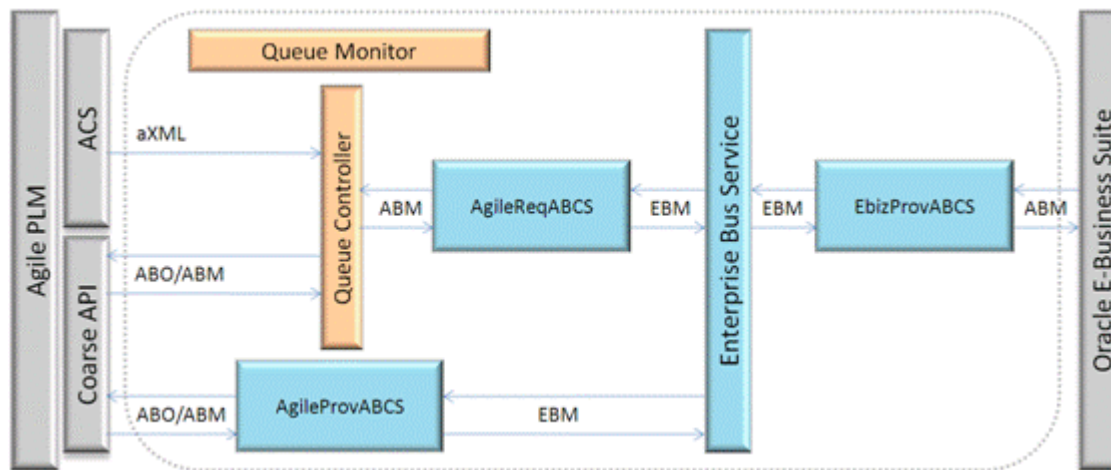 Agile PLM
ACS
Coarse API
Queue Monitor
aXML
Queue Controller
ABM
AgileReqABCS
EBM
Enterprise Bus Service
EBM
EbizProvABCS
ABM
Oracle E-Business Suite
ABO/ABM
ABO/ABM
AgileProvABCS
EBM